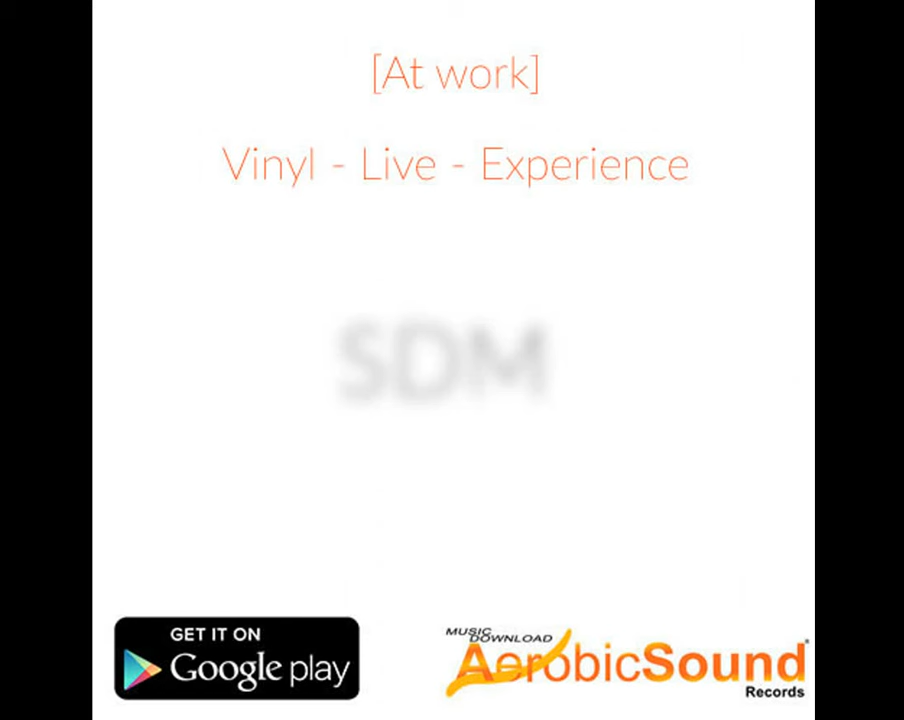 [At work]
Vinyl - Live - Experience
SDM
GET IT ON
Google play
MUSIC
DOWNLOAD
AerobicSound
Records